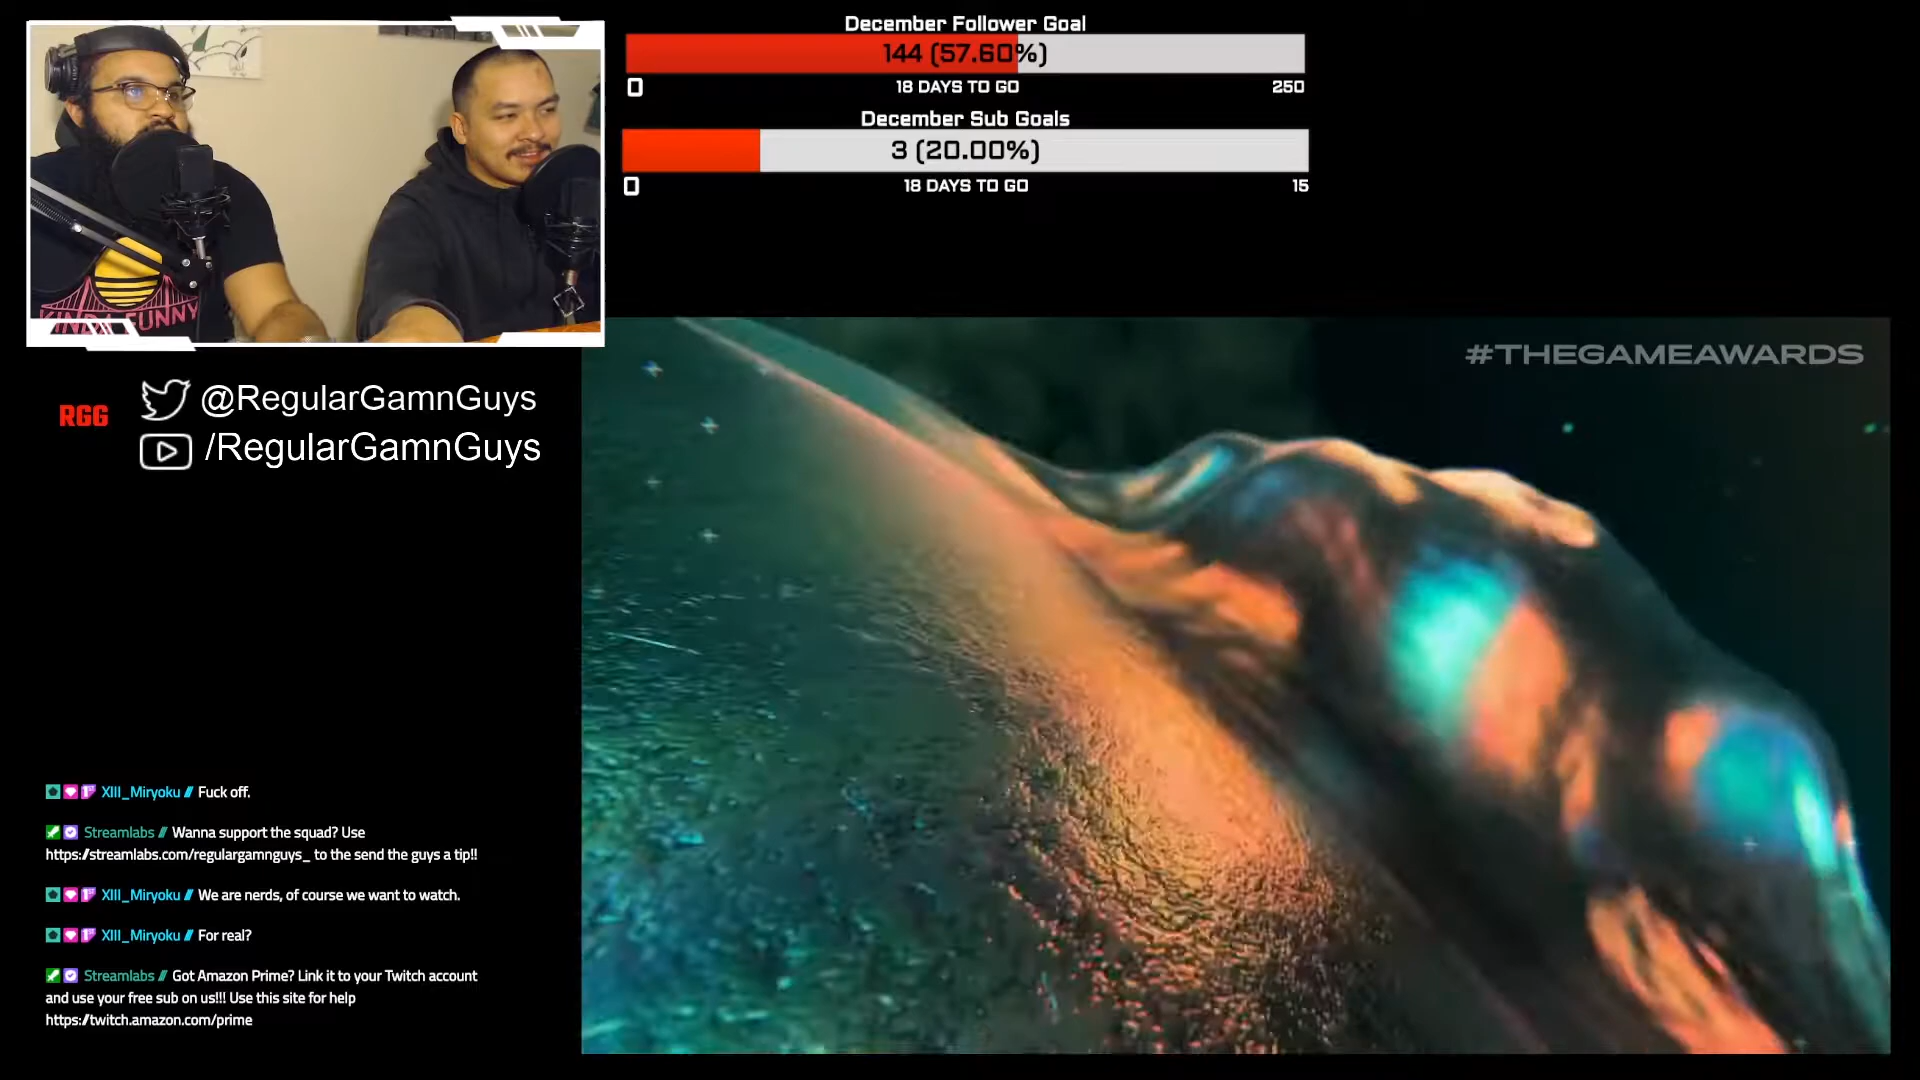 December Follower Goal
144 (57.60%)
0 18 DAYS TO GO 250
December Sub Goals
3 (20.00%)
0 18 DAYS TO GO 15
KINDA FUNNY
#THEGAMEAWARDS
RGG
@RegularGamnGuys
/RegularGamnGuys
XIII_Miryoku // Fuck off.
Streamlabs // Wanna support the squad? Use
https://streamlabs.com/regulargamnguys_ to the send the guys a tip!!
XIII_Miryoku // We are nerds, of course we want to watch.
XIII_Miryoku // For real?
Streamlabs // Got Amazon Prime? Link it to your Twitch account
and use your free sub on us!!! Use this site for help
https://twitch.amazon.com/prime